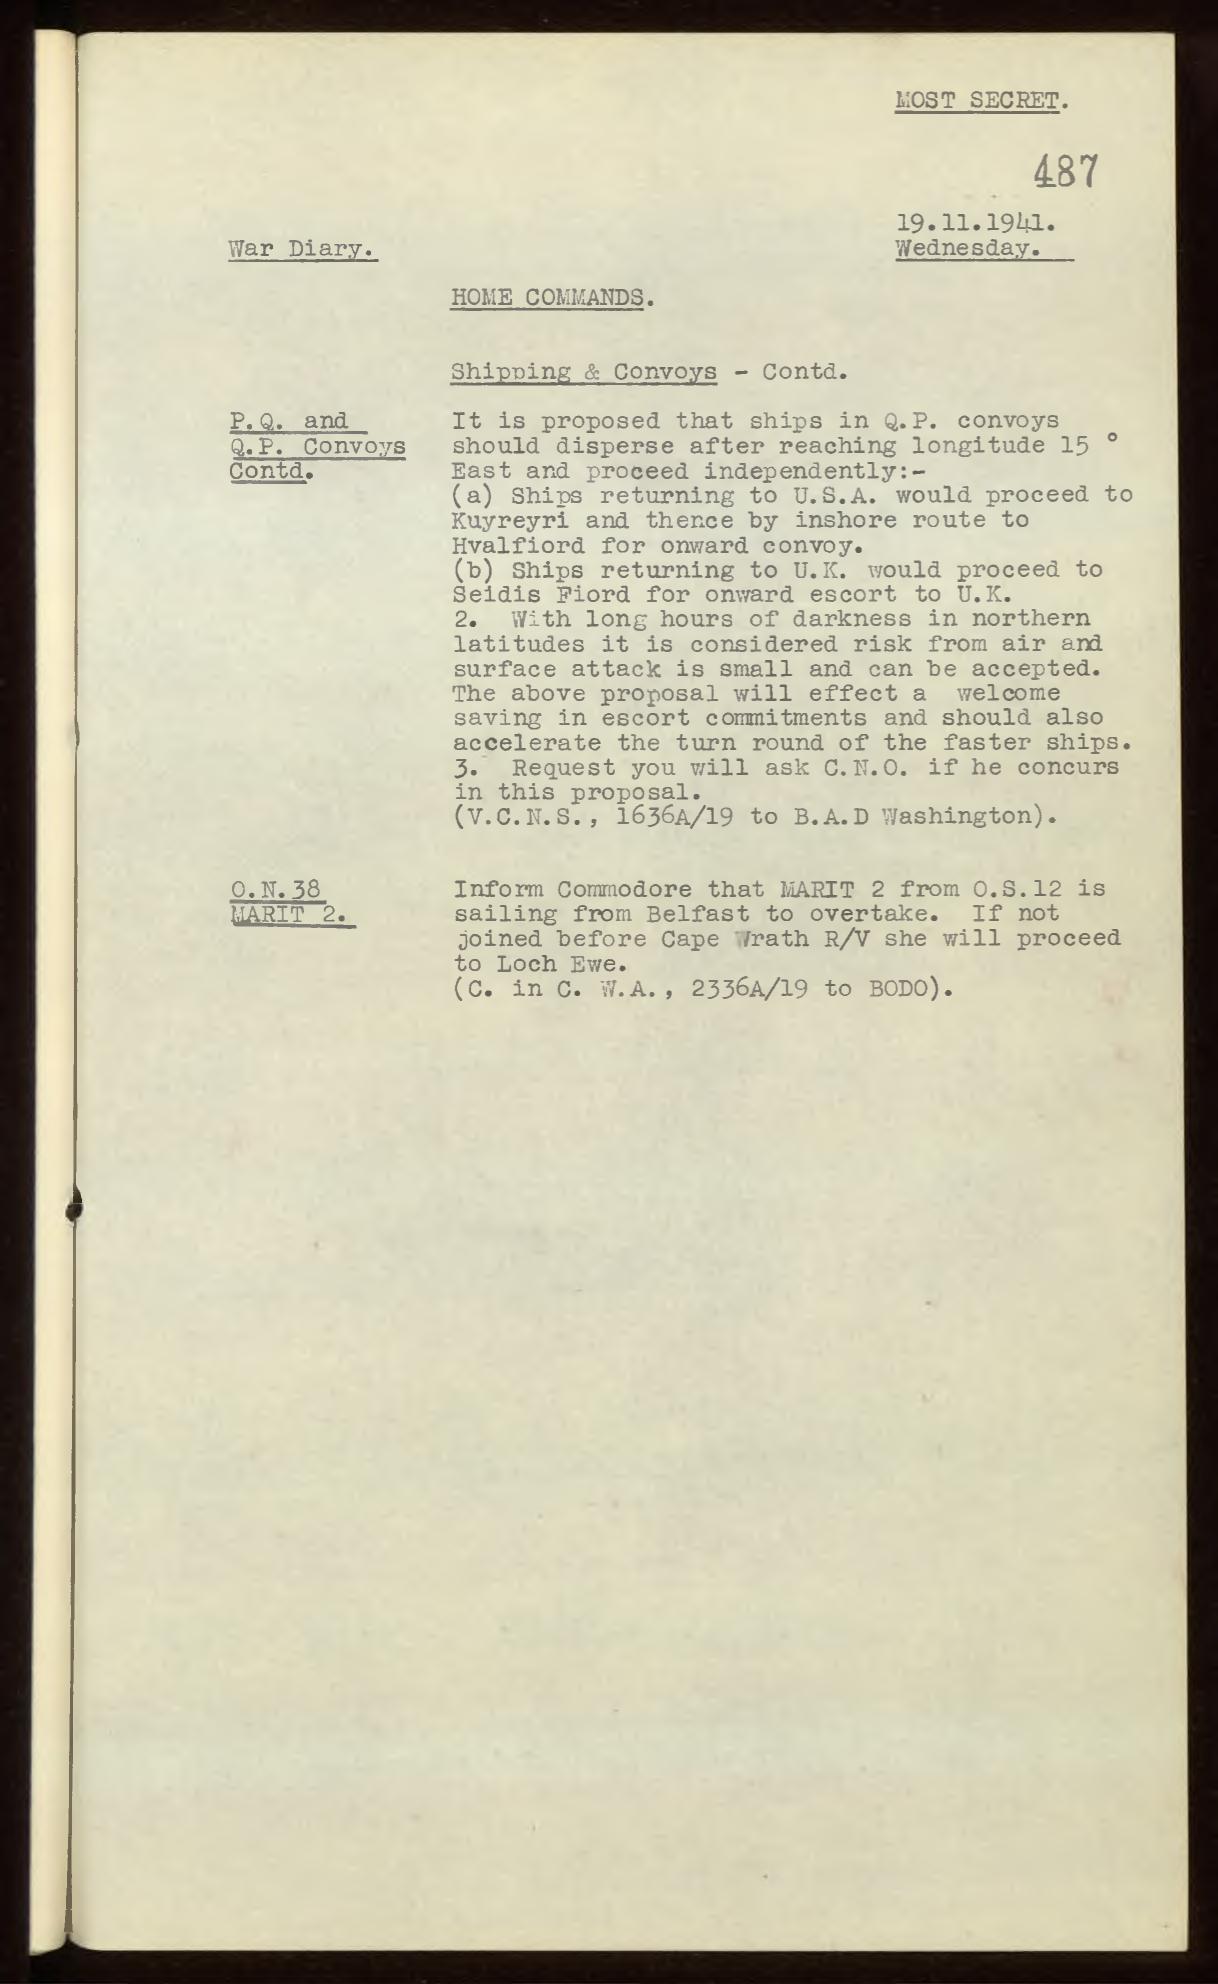 MOST SECRET.
487
19.11.1941.
War Diary.
Wednesday.
HOME COMMANDS.
Shipping & Convoys - Contd.
P.Q. and
Q.P. Convoys
Contd.
It is proposed that ships in Q.P. convoys
should disperse after reaching longitude 15 °
East and proceed independently:-
(a) Ships returning to U.S.A. would proceed to
Kuyreyri and thence by inshore route to
Hvalfiord for onward convoy.
(b) Ships returning to U.K. would proceed to
Seidis Fiord for onward escort to U.K.
2. With long hours of darkness in northern
latitudes it is considered risk from air and
surface attack is small and can be accepted.
The above proposal will effect a welcome
saving in escort commitments and should also
accelerate the turn round of the faster ships.
3. Request you will ask C.N.O. if he concurs
in this proposal.
(V.C.N.S., 1636A/19 to B.A.D Washington).
O.N.38
MARIT 2.
Inform Commodore that MARIT 2 from O.S.12 is
sailing from Belfast to overtake. If not
joined before Cape Wrath R/V she will proceed
to Loch Ewe.
(C. in C. W.A., 2336A/19 to BODO).